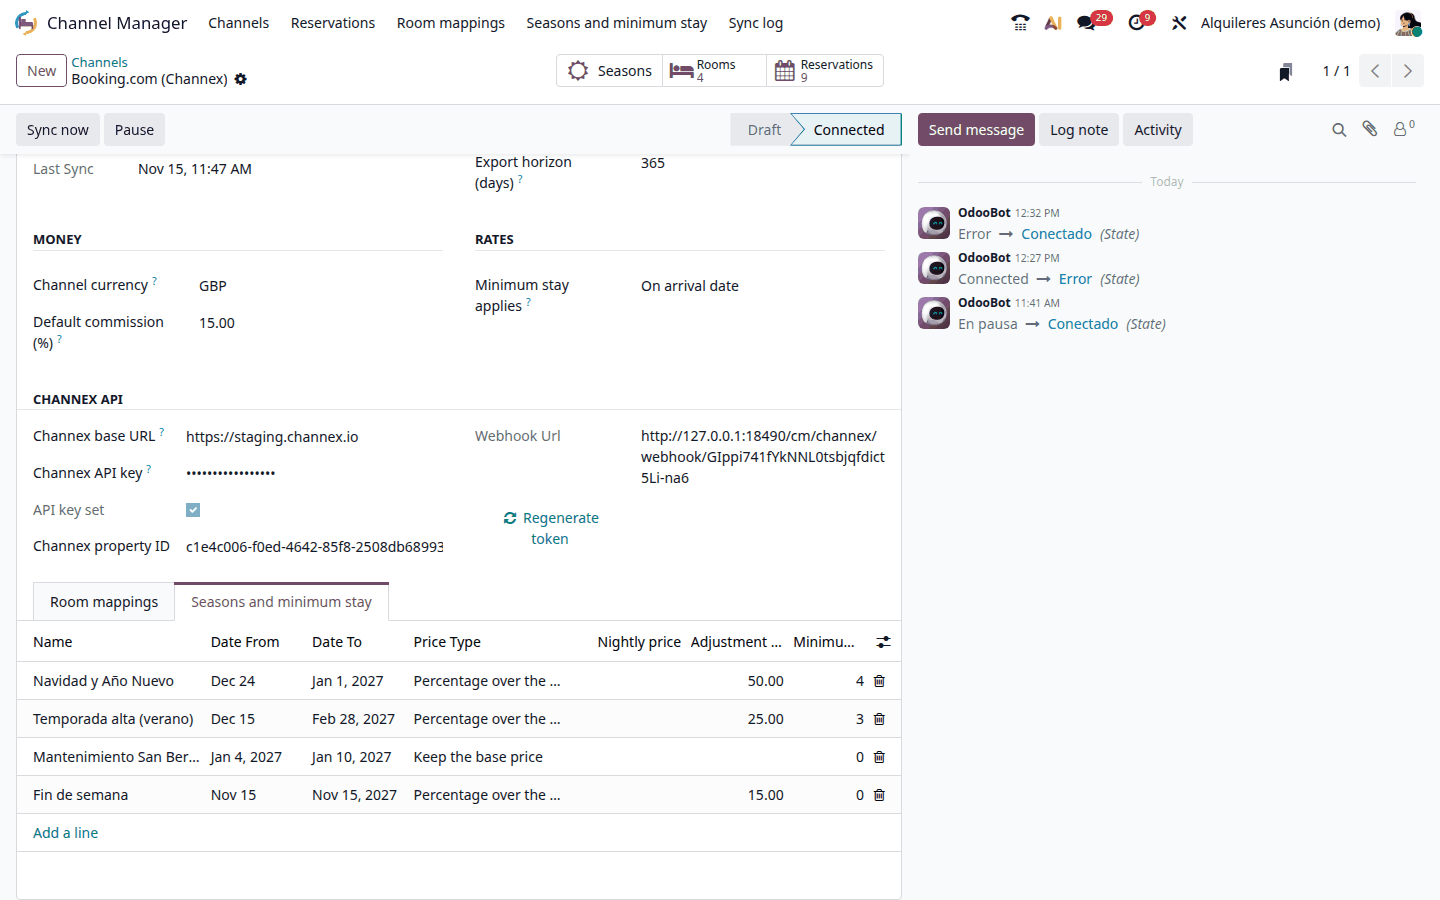 Channel Manager Channels Reservations Room mappings Seasons and minimum stay Sync log AI 29 9 Alquileres Asunción (demo)
New Channels
Booking.com (Channex)
Seasons
Rooms
4
Reservations
9
1 / 1
Sync now Pause Draft Connected Send message Log note Activity 0
Last Sync Nov 15, 11:47 AM
Export horizon
(days) ? 365
MONEY
Channel currency ? GBP
Default commission
(%) ? 15.00
RATES
Minimum stay
applies ? On arrival date
CHANNEX API
Channex base URL ? https://staging.channex.io
Channex API key ? •••••••••••••••••
API key set
Channex property ID c1e4c006-f0ed-4642-85f8-2508db68993
Webhook Url
http://127.0.0.1:18490/cm/channex/
webhook/GIppi741fYkNNL0tsbjqfdict
5Li-na6
Regenerate
token
Room mappings Seasons and minimum stay
Name Date From Date To Price Type Nightly price Adjustment ... Minimu...
Navidad y Año Nuevo Dec 24 Jan 1, 2027 Percentage over the ... 50.00 4
Temporada alta (verano) Dec 15 Feb 28, 2027 Percentage over the ... 25.00 3
Mantenimiento San Ber... Jan 4, 2027 Jan 10, 2027 Keep the base price 0
Fin de semana Nov 15 Nov 15, 2027 Percentage over the ... 15.00 0
Add a line
Today
OdooBot 12:32 PM
Error → Conectado (State)
OdooBot 12:27 PM
Connected → Error (State)
OdooBot 11:41 AM
En pausa → Conectado (State)